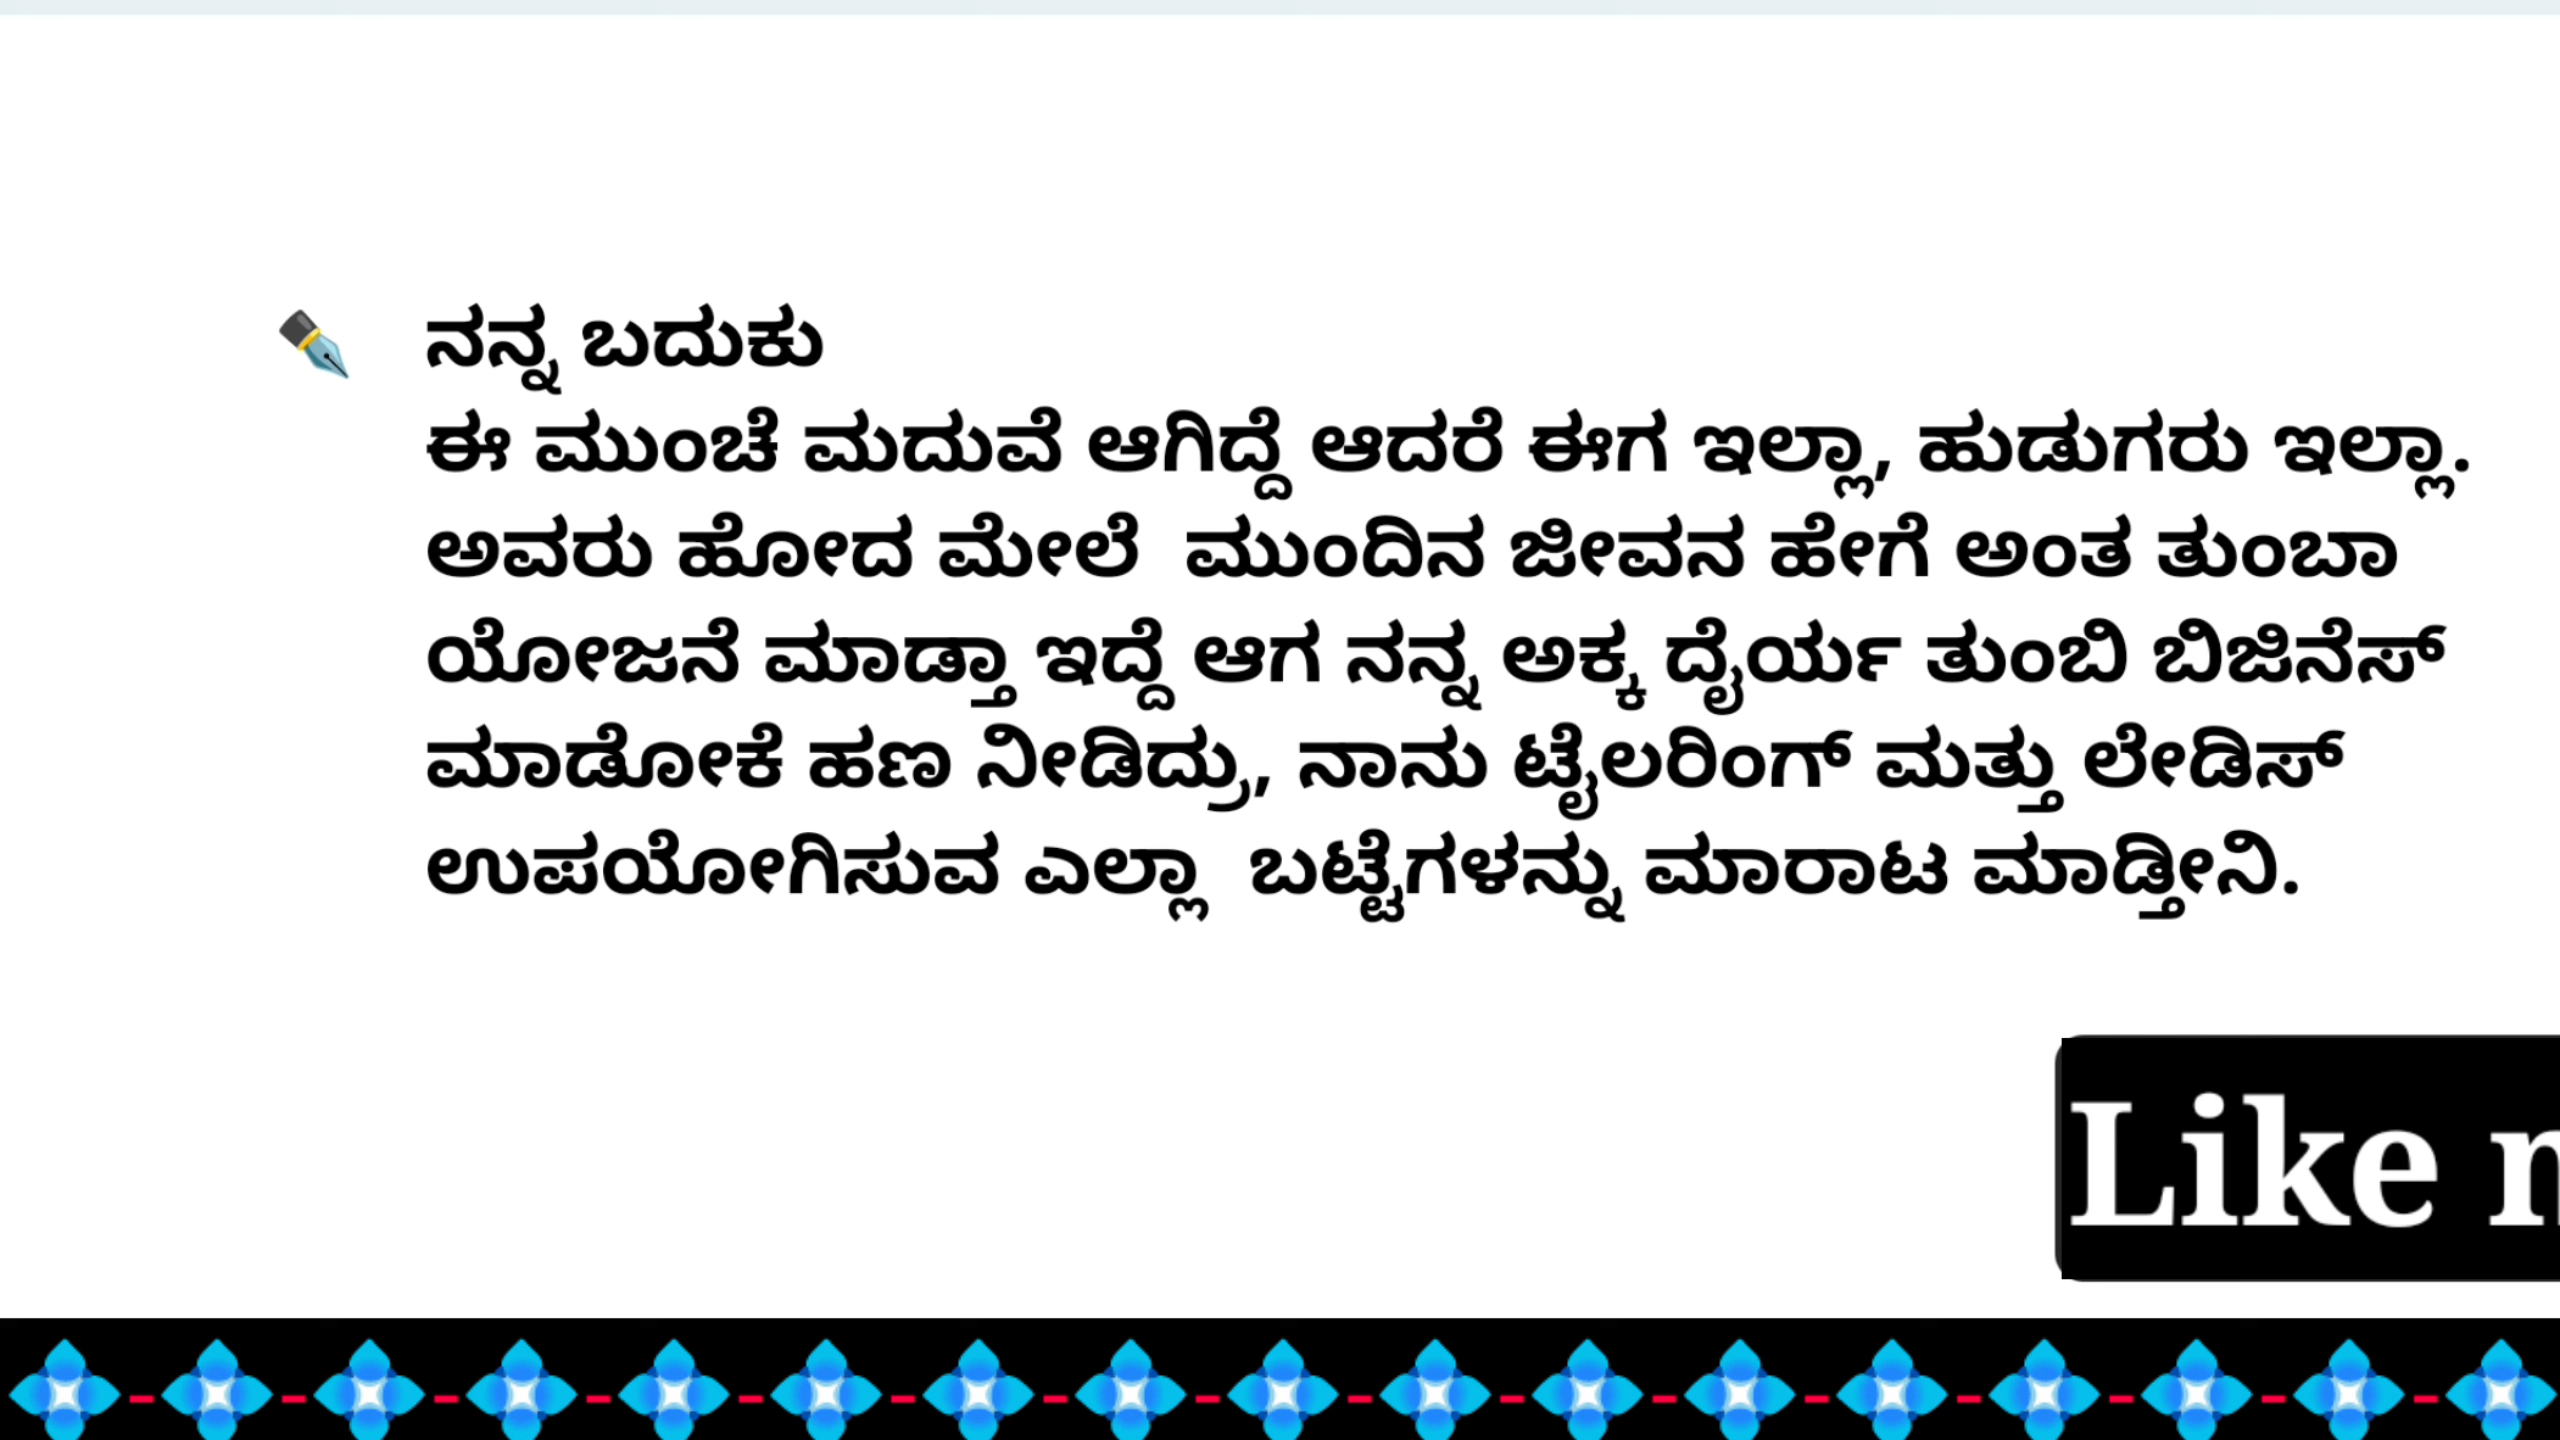 ನನ್ನ ಬದುಕು
ಈ ಮುಂಚೆ ಮದುವೆ ಆಗಿದ್ದೆ ಆದರೆ ಈಗ ಇಲ್ಲಾ, ಹುಡುಗರು ಇಲ್ಲಾ.
ಅವರು ಹೋದ ಮೇಲೆ  ಮುಂದಿನ ಜೀವನ ಹೇಗೆ ಅಂತ ತುಂಬಾ
ಯೋಜನೆ ಮಾಡ್ತಾ ಇದ್ದೆ ಆಗ ನನ್ನ ಅಕ್ಕ ದೈರ್ಯ ತುಂಬಿ ಬಿಜಿನೆಸ್
ಮಾಡೋಕೆ ಹಣ ನೀಡಿದ್ರು, ನಾನು ಟೈಲರಿಂಗ್ ಮತ್ತು ಲೇಡಿಸ್
ಉಪಯೋಗಿಸುವ ಎಲ್ಲಾ  ಬಟ್ಟೆಗಳನ್ನು ಮಾರಾಟ ಮಾಡ್ತೀನಿ.
Like